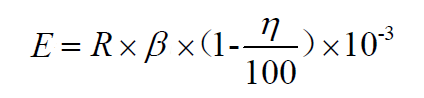 E = R × β × (1-η/100) × 10⁻³